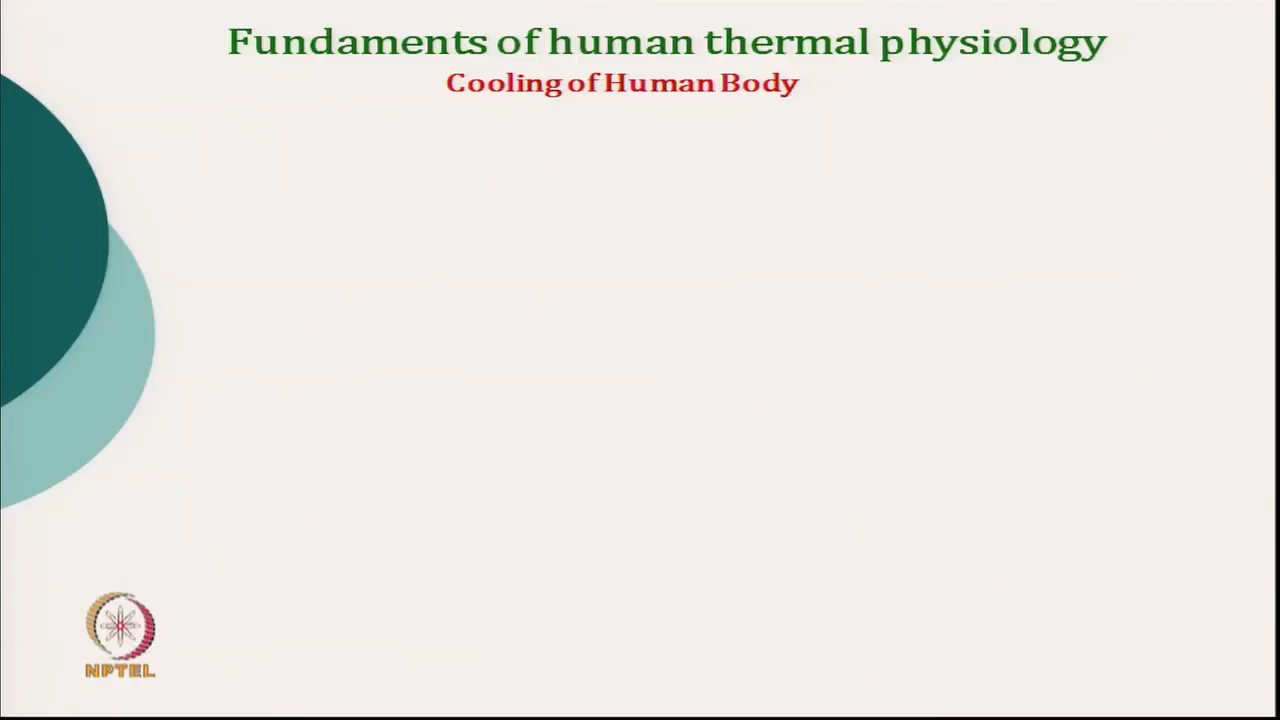 Fundaments of human thermal physiology
Cooling of Human Body
NPTEL